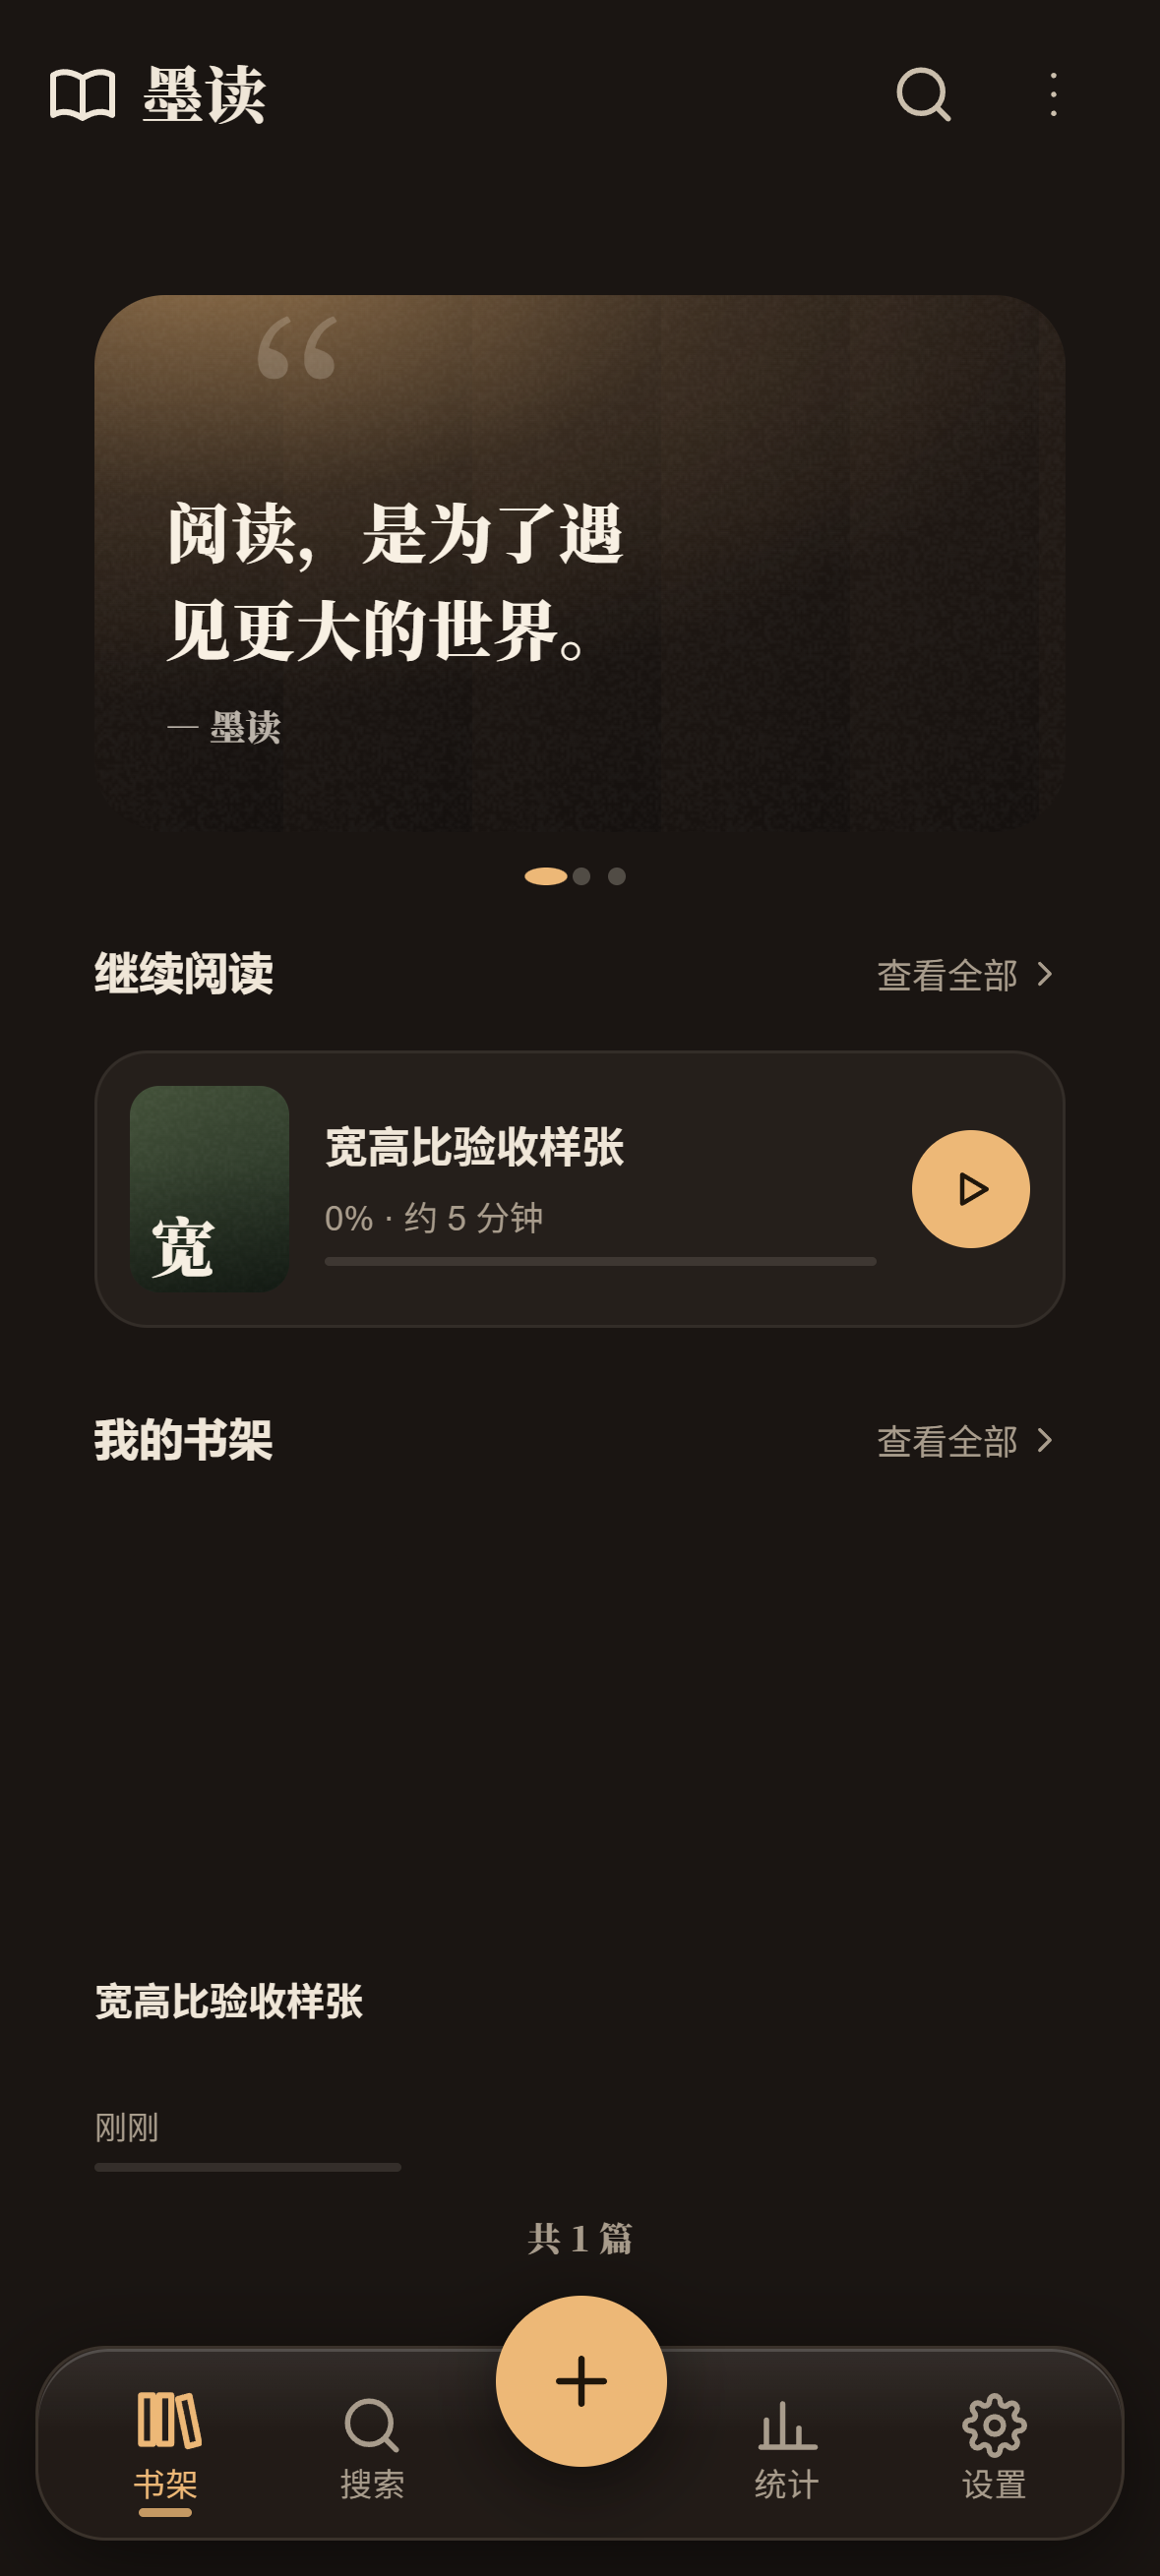 墨读
“
阅读，是为了遇
见更大的世界。
— 墨读
继续阅读
查看全部
宽
宽高比验收样张
0% · 约 5 分钟
我的书架
查看全部
宽高比验收样张
刚刚
共 1 篇
书架
搜索
统计
设置